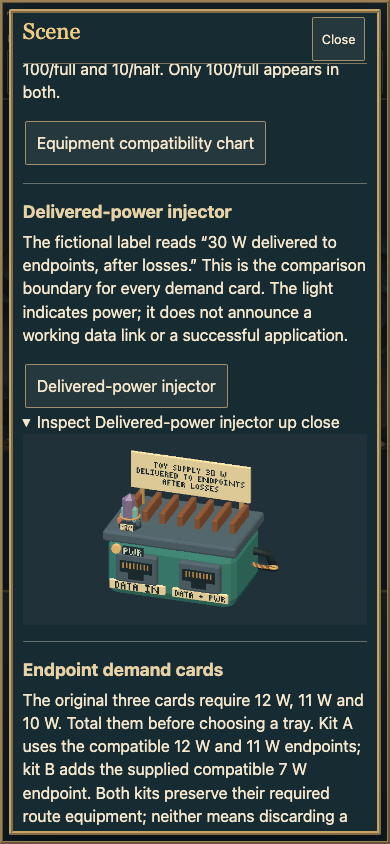 Scene
Close
100/full and 10/half. Only 100/full appears in
both.
Equipment compatibility chart
Delivered-power injector
The fictional label reads “30 W delivered to
endpoints, after losses.” This is the comparison
boundary for every demand card. The light
indicates power; it does not announce a
working data link or a successful application.
Delivered-power injector
▾ Inspect Delivered-power injector up close
TOY SUPPLY 30 W
DELIVERED TO ENDPOINTS
AFTER LOSSES
PWR
DATA IN
DATA + PWR
Endpoint demand cards
The original three cards require 12 W, 11 W and
10 W. Total them before choosing a tray. Kit A
uses the compatible 12 W and 11 W endpoints;
kit B adds the supplied compatible 7 W
endpoint. Both kits preserve their required
route equipment; neither means discarding a